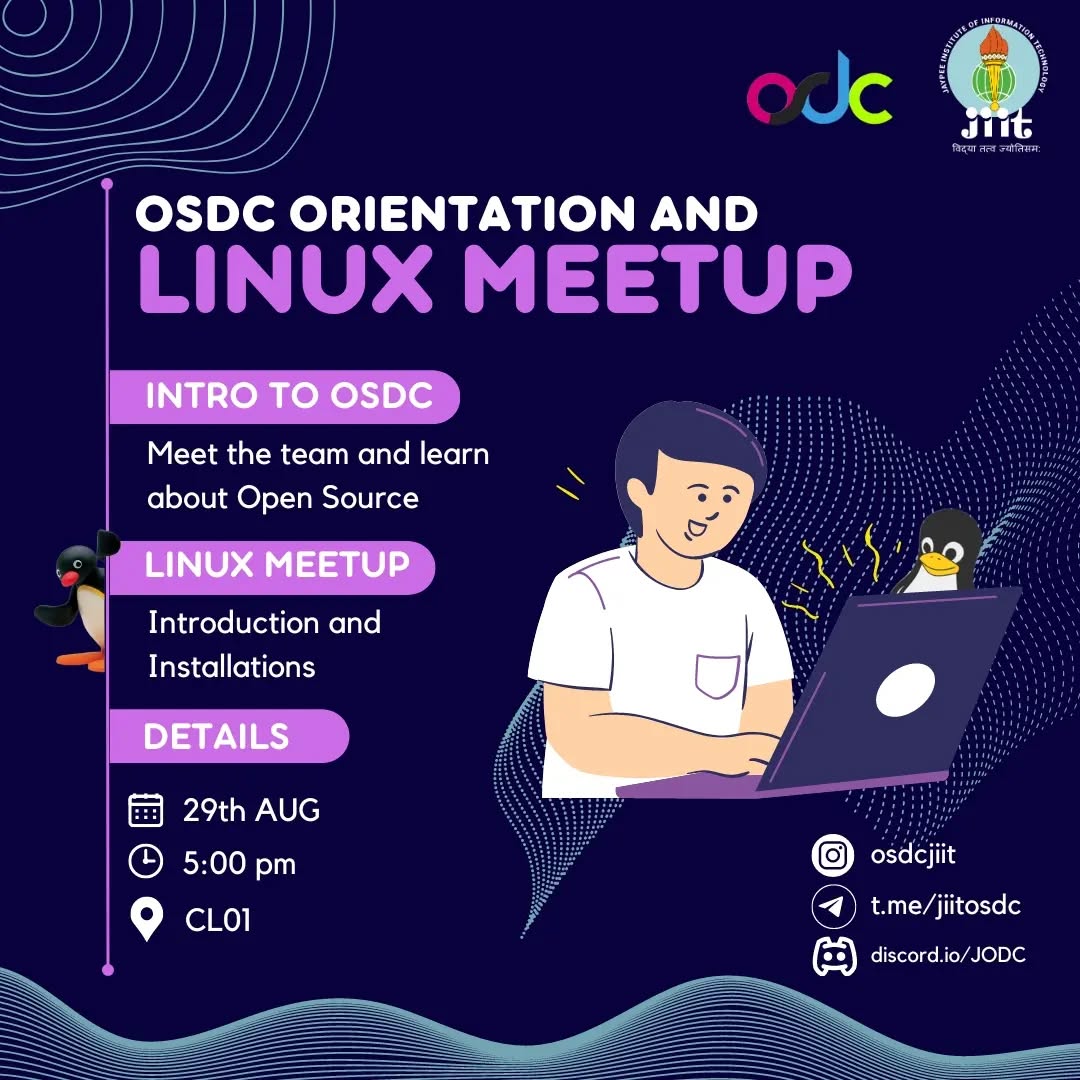 osdc
JAYPEE INSTITUTE OF INFORMATION TECHNOLOGY
jiit
विद्या तत्व ज्योतिसम:
OSDC ORIENTATION AND
LINUX MEETUP
INTRO TO OSDC
Meet the team and learn
about Open Source
LINUX MEETUP
Introduction and
Installations
DETAILS
29th AUG
5:00 pm
CL01
osdcjiit
t.me/jiitosdc
discord.io/JODC